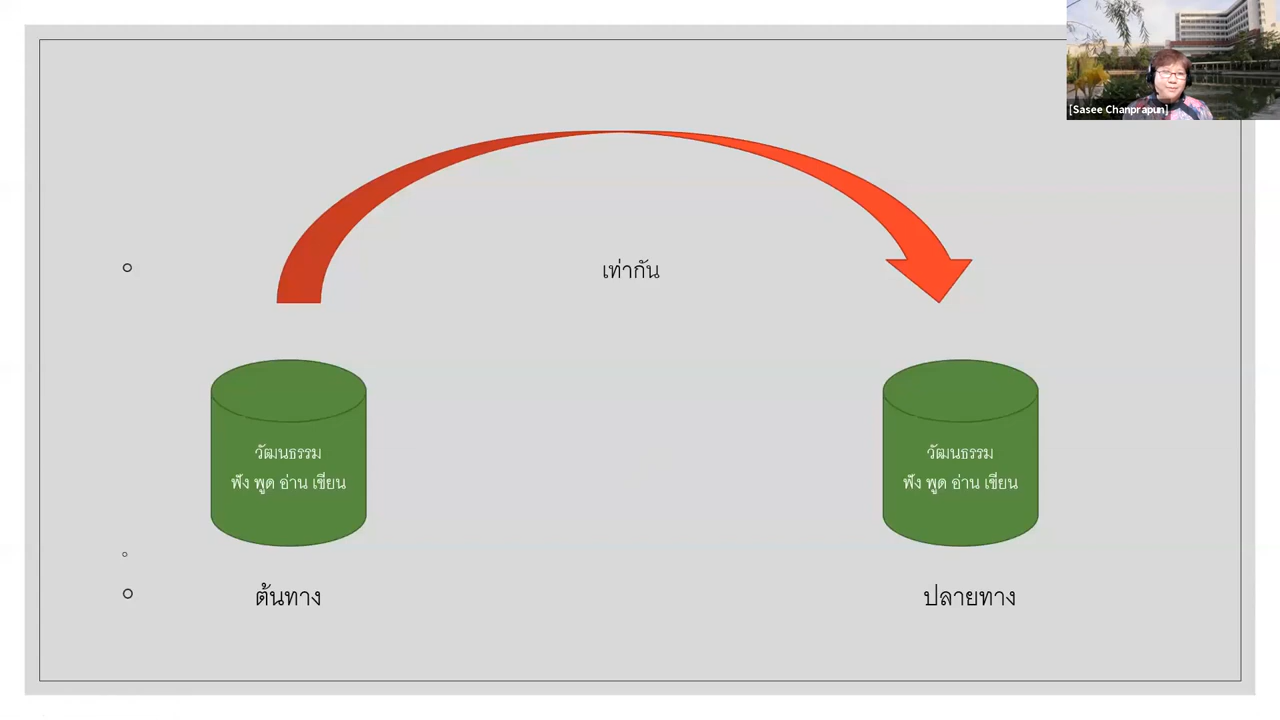 [Sasee Chanprapun]
เท่ากัน
วัฒนธรรม
ฟัง พูด อ่าน เขียน
วัฒนธรรม
ฟัง พูด อ่าน เขียน
ต้นทาง
ปลายทาง